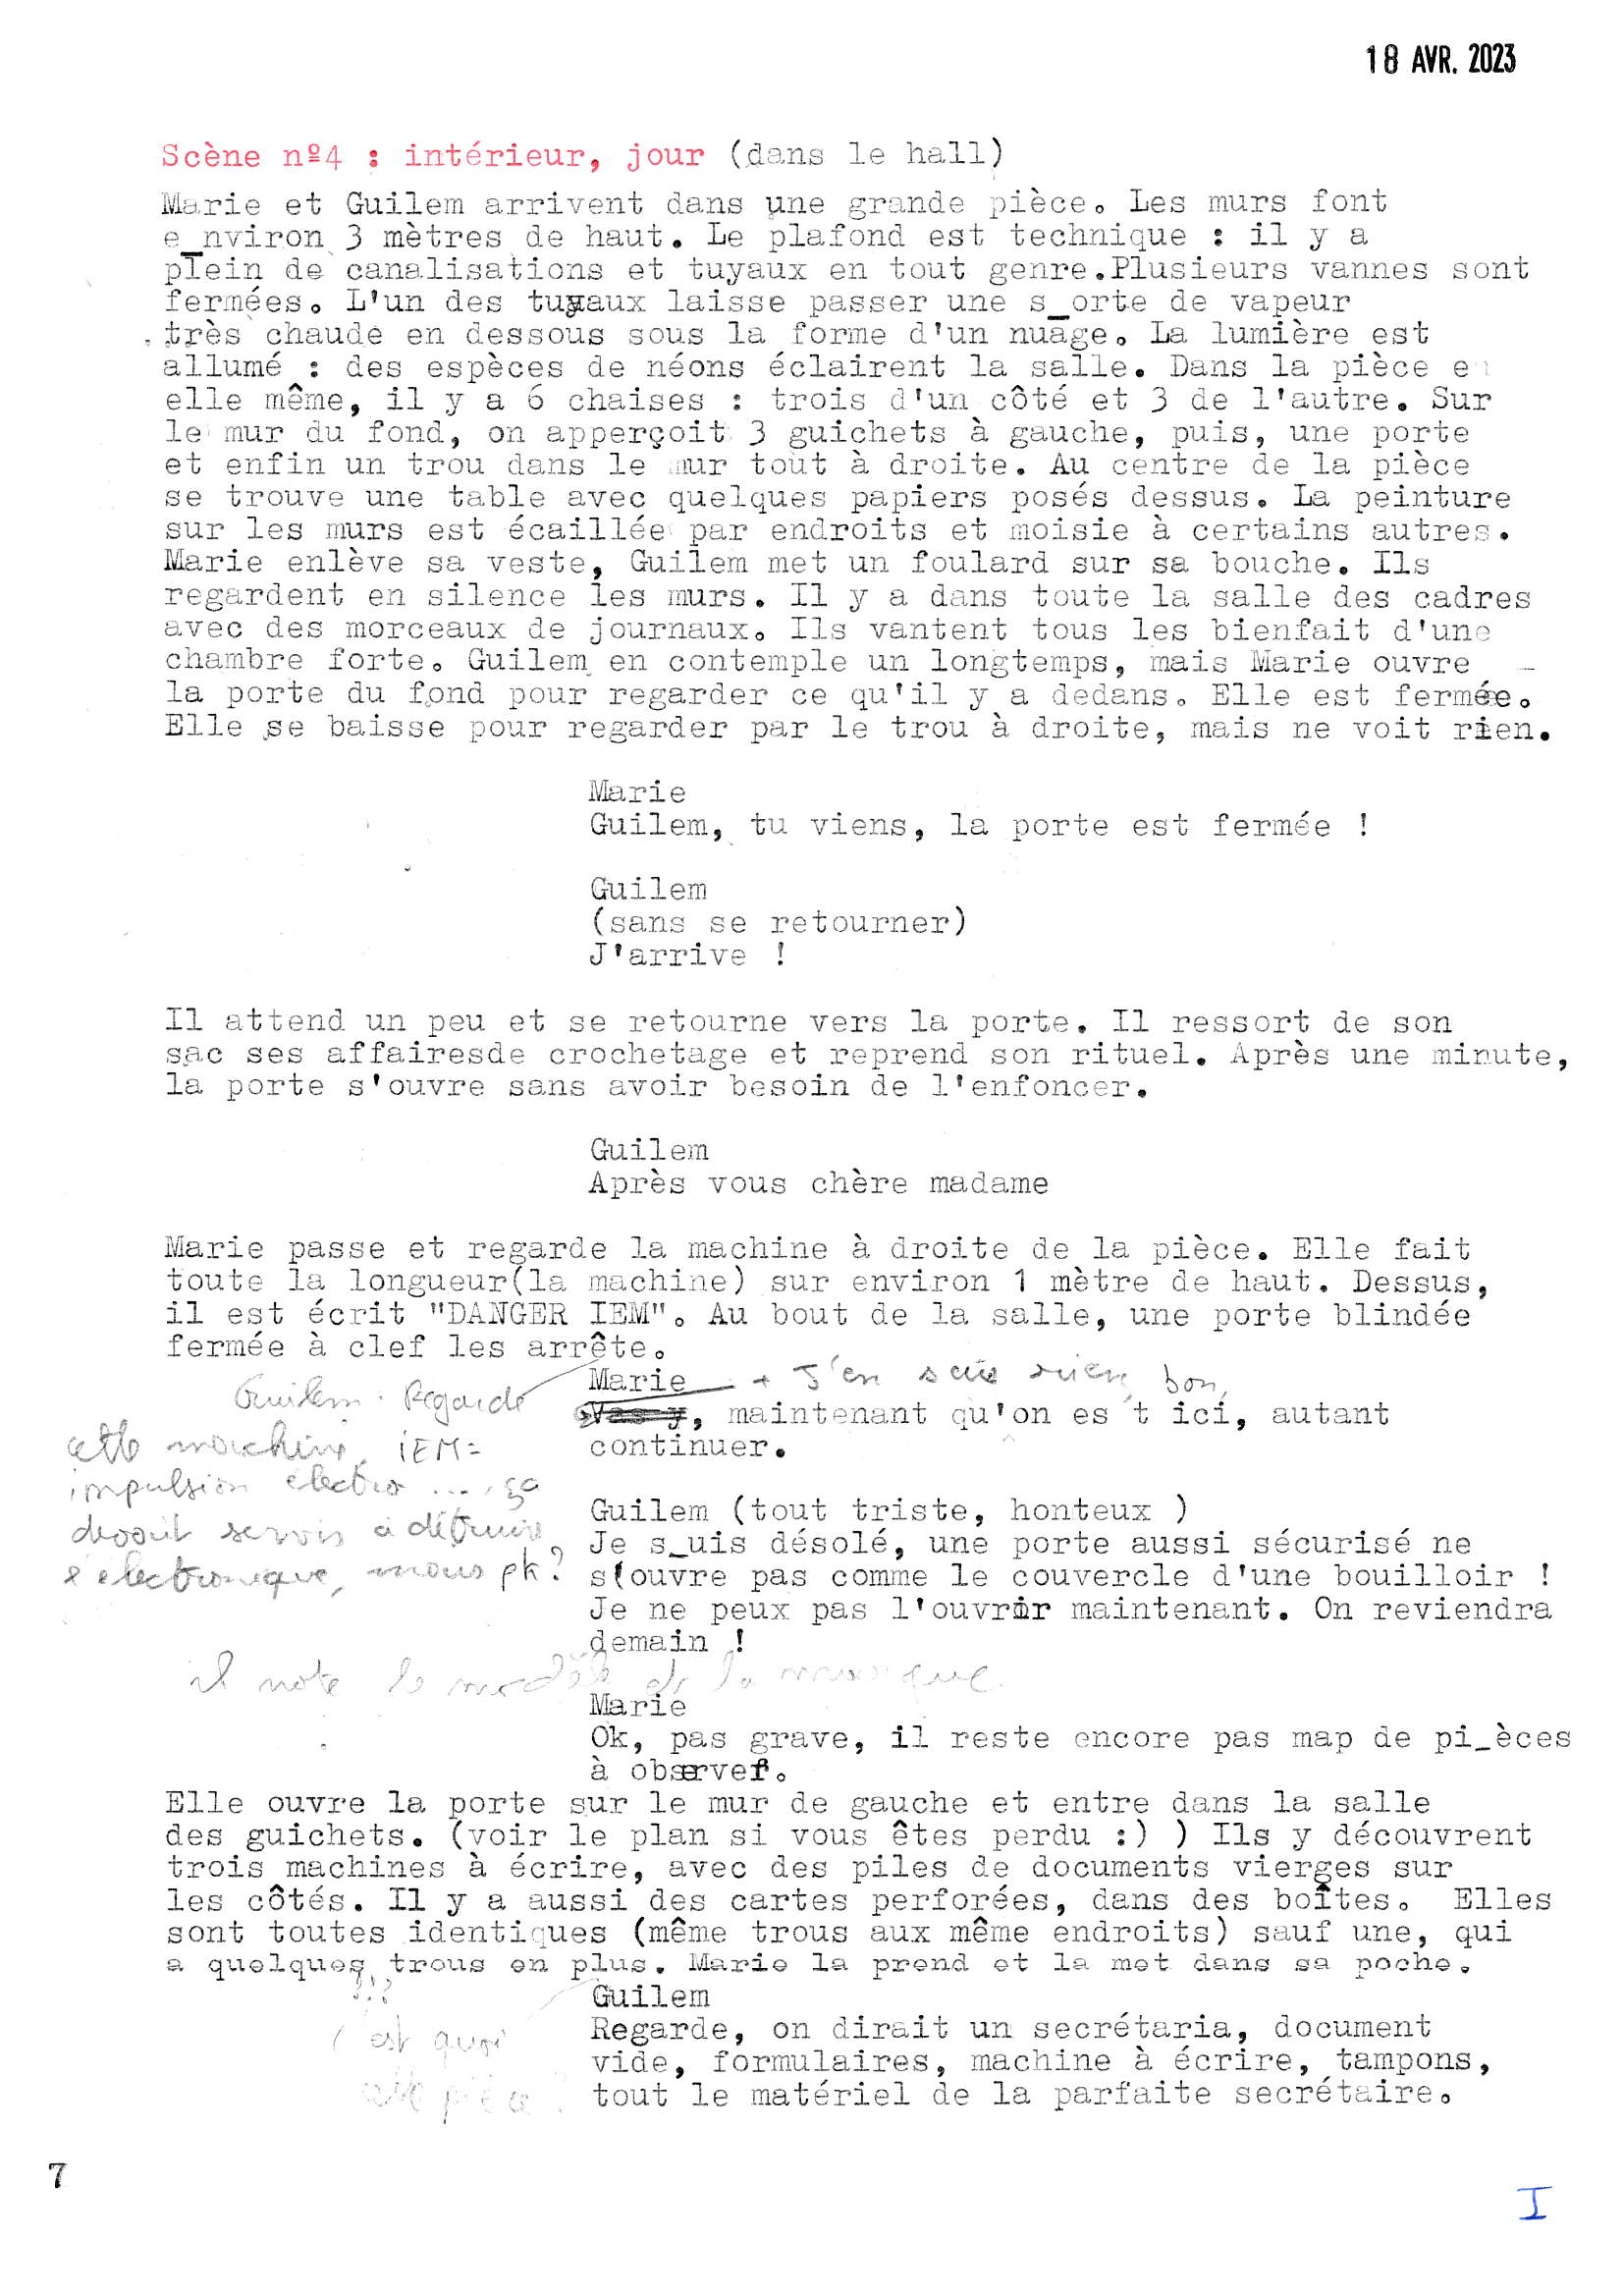 18 AVR. 2023
Scène nº4 : intérieur, jour (dans le hall)
Marie et Guilem arrivent dans une grande pièce. Les murs font
e_nviron 3 mètres de haut. Le plafond est technique : il y a
plein de canalisations et tuyaux en tout genre.Plusieurs vannes sont
fermées. L'un des tuyaux laisse passer une s_orte de vapeur
très chaude en dessous sous la forme d'un nuage. La lumière est
allumé : des espèces de néons éclairent la salle. Dans la pièce en
elle même, il y a 6 chaises : trois d'un côté et 3 de l'autre. Sur
le mur du fond, on apperçoit 3 guichets à gauche, puis, une porte
et enfin un trou dans le mur tout à droite. Au centre de la pièce
se trouve une table avec quelques papiers posés dessus. La peinture
sur les murs est écaillée par endroits et moisie à certains autres.
Marie enlève sa veste, Guilem met un foulard sur sa bouche. Ils
regardent en silence les murs. Il y a dans toute la salle des cadres
avec des morceaux de journaux. Ils vantent tous les bienfait d'une
chambre forte. Guilem en contemple un longtemps, mais Marie ouvre
la porte du fond pour regarder ce qu'il y a dedans. Elle est fermée.
Elle se baisse pour regarder par le trou à droite, mais ne voit rien.
Marie
Guilem, tu viens, la porte est fermée !
Guilem
(sans se retourner)
J'arrive !
Il attend un peu et se retourne vers la porte. Il ressort de son
sac ses affairesde crochetage et reprend son rituel. Après une minute,
la porte s'ouvre sans avoir besoin de l'enfoncer.
Guilem
Après vous chère madame
Marie passe et regarde la machine à droite de la pièce. Elle fait
toute la longueur(la machine) sur environ 1 mètre de haut. Dessus,
il est écrit "DANGER IEM". Au bout de la salle, une porte blindée
fermée à clef les arrête.
Guilem . Regarde
cette machine, IEM=
impulsion électro ..., ça
devait servir à détruire
l'électronique, mais pk ?
Marie + J'en sais rien, bon,
Vas y, maintenant qu'on es t ici, autant
continuer.
Guilem (tout triste, honteux )
Je s_uis désolé, une porte aussi sécurisé ne
s'ouvre pas comme le couvercle d'une bouilloir !
Je ne peux pas l'ouvrir maintenant. On reviendra
demain !
il note le modèle de la marque.
Marie
Ok, pas grave, il reste encore pas map de pi_èces
à observer.
Elle ouvre la porte sur le mur de gauche et entre dans la salle
des guichets. (voir le plan si vous êtes perdu :) ) Ils y découvrent
trois machines à écrire, avec des piles de documents vierges sur
les côtés. Il y a aussi des cartes perforées, dans des boîtes. Elles
sont toutes identiques (même trous aux même endroits) sauf une, qui
a quelques trous en plus. Marie la prend et la met dans sa poche.
???
C'est quoi
cette pièce
Guilem
Regarde, on dirait un secrétaria, document
vide, formulaires, machine à écrire, tampons,
tout le matériel de la parfaite secrétaire.
7
I